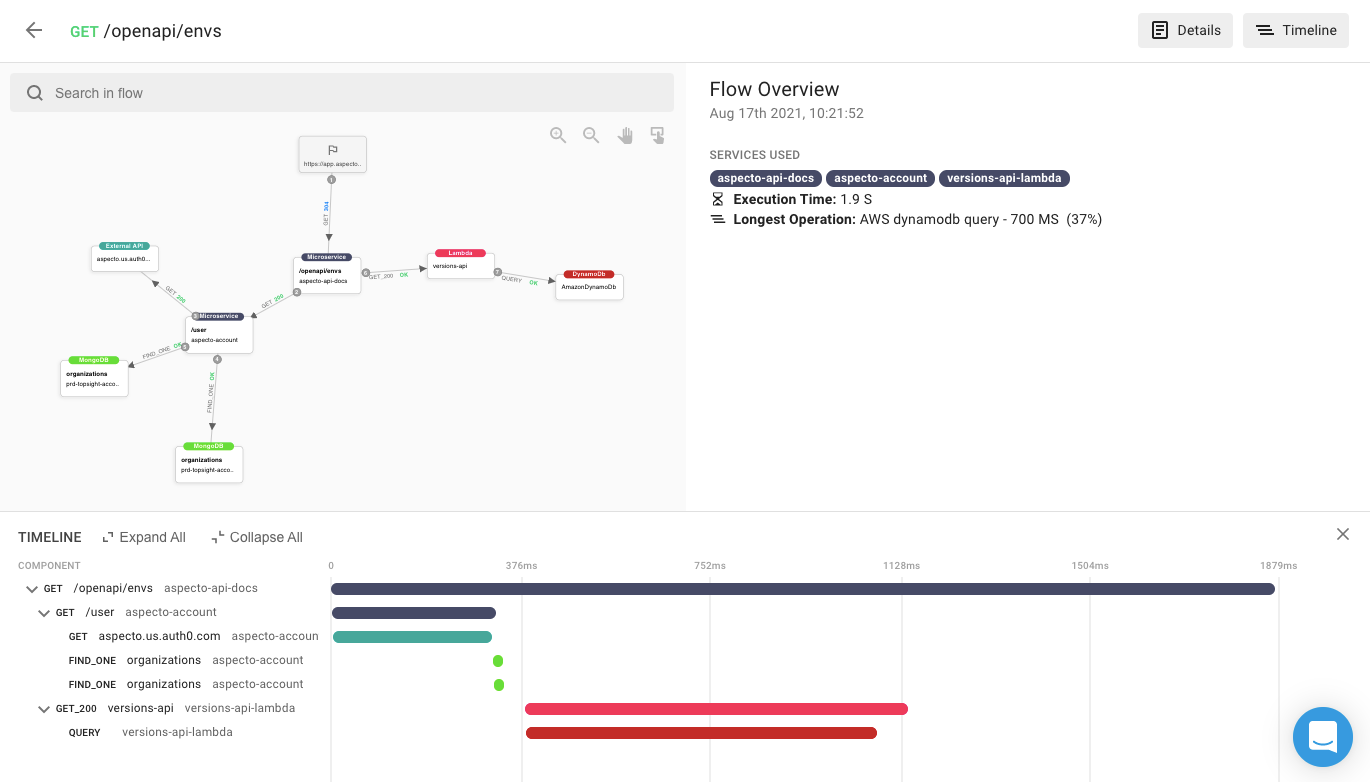 GET /openapi/envs
Details
Timeline
Search in flow
https://app.aspecto..
1
GET 304
Microservice
/openapi/envs
aspecto-api-docs
6
GET_200 OK
Lambda
versions-api
7
QUERY OK
DynamoDb
AmazonDynamoDb
2
GET 200
External API
aspecto.us.auth0...
GET 200
Microservice
/user
aspecto-account
FIND_ONE OK
MongoDB
organizations
prd-topsight-acco..
4
FIND_ONE OK
MongoDB
organizations
prd-topsight-acco..
Flow Overview
Aug 17th 2021, 10:21:52
SERVICES USED
aspecto-api-docs aspecto-account versions-api-lambda
Execution Time: 1.9 S
Longest Operation: AWS dynamodb query - 700 MS (37%)
TIMELINE Expand All Collapse All
COMPONENT 0 376ms 752ms 1128ms 1504ms 1879ms
GET /openapi/envs aspecto-api-docs
GET /user aspecto-account
GET aspecto.us.auth0.com aspecto-accoun
FIND_ONE organizations aspecto-account
FIND_ONE organizations aspecto-account
GET_200 versions-api versions-api-lambda
QUERY versions-api-lambda